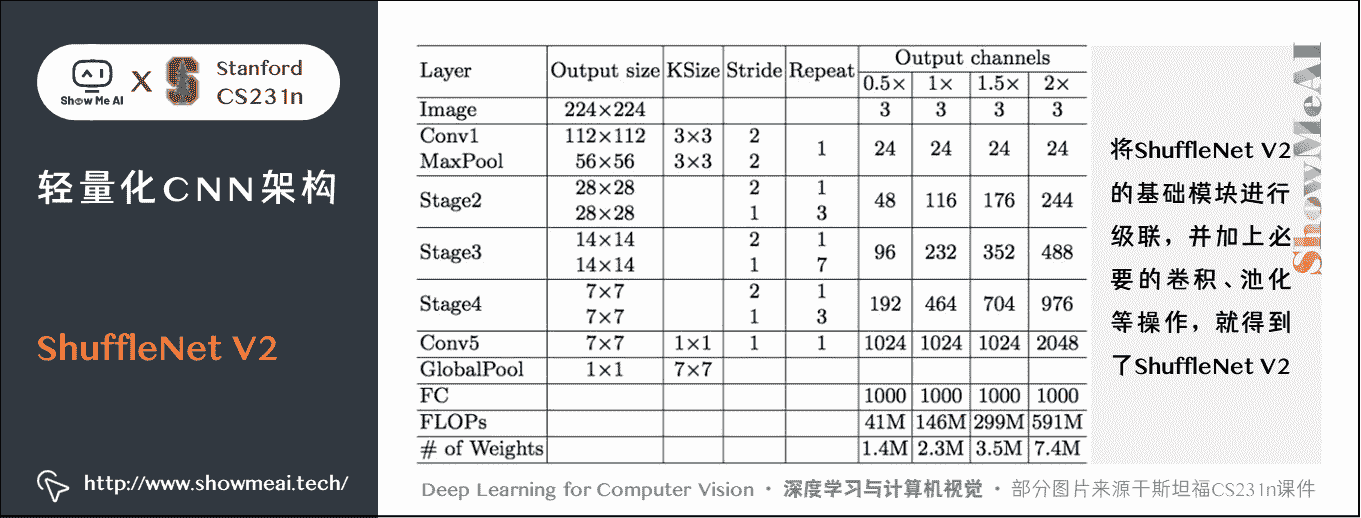 Show Me AI
X
Stanford
CS231n
轻量化CNN架构
ShuffleNet V2
http://www.showmeai.tech/
Layer Output size KSize Stride Repeat Output channels
0.5× 1× 1.5× 2×
Image 224×224 3 3 3 3
Conv1 112×112 3×3 2
MaxPool 56×56 3×3 2 1 24 24 24 24
Stage2 28×28 2 1
28×28 1 3 48 116 176 244
Stage3 14×14 2 1
14×14 1 7 96 232 352 488
Stage4 7×7 2 1
7×7 1 3 192 464 704 976
Conv5 7×7 1×1 1 1 1024 1024 1024 2048
GlobalPool 1×1 7×7
FC 1000 1000 1000 1000
FLOPs 41M 146M 299M 591M
# of Weights 1.4M 2.3M 3.5M 7.4M
将ShuffleNet V2
的基础模块进行
级联，并加上必
要的卷积、池化
等操作，就得到
了ShuffleNet V2
ShowMeAI
Deep Learning for Computer Vision · 深度学习与计算机视觉 · 部分图片来源于斯坦福CS231n课件